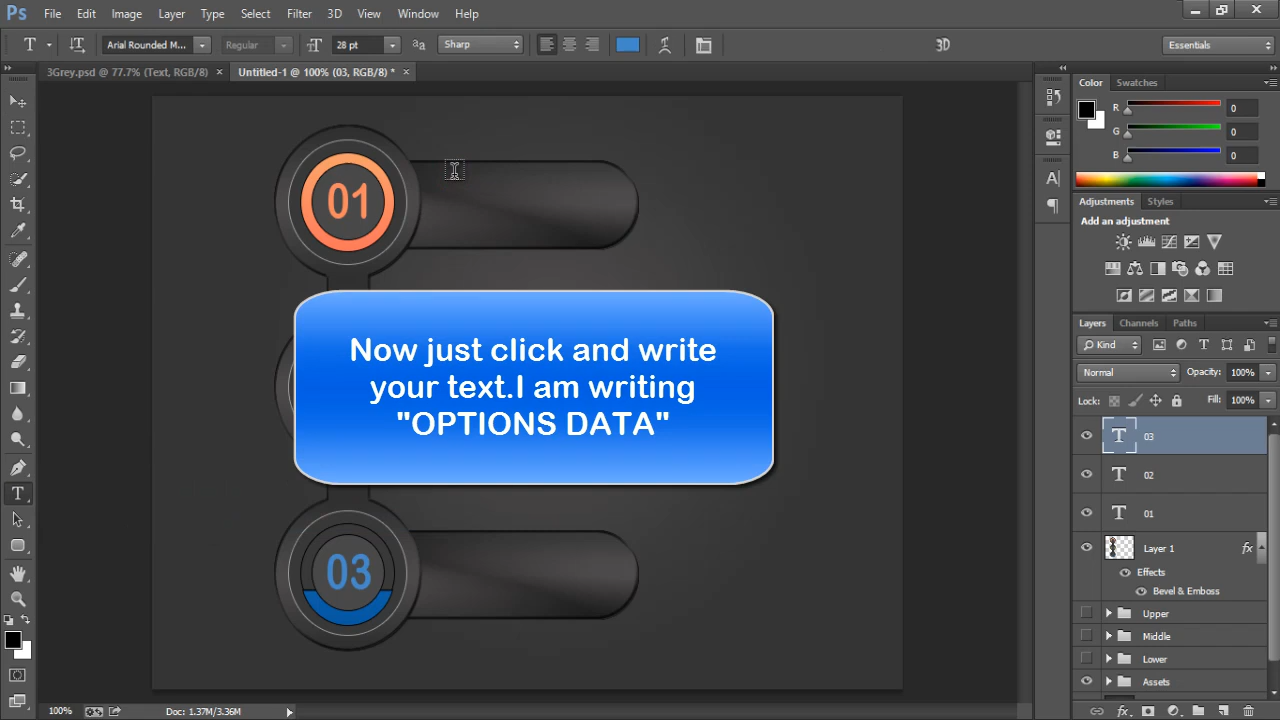 Ps File Edit Image Layer Type Select Filter 3D View Window Help
T Arial Rounded M... Regular 28 pt aa Sharp 3D Essentials
3Grey.psd @ 77.7% (Text, RGB/8) × Untitled-1 @ 100% (03, RGB/8) * ×
Color Swatches
R 0
G 0
B 0
Adjustments Styles
Add an adjustment
Layers Channels Paths
Kind
Normal Opacity: 100%
Lock: Fill: 100%
T 03
T 02
T 01
Layer 1 fx
Effects
Bevel & Emboss
Upper
Middle
Lower
Assets
01
Now just click and write
your text.I am writing
"OPTIONS DATA"
03
100% Doc: 1.37M/3.36M